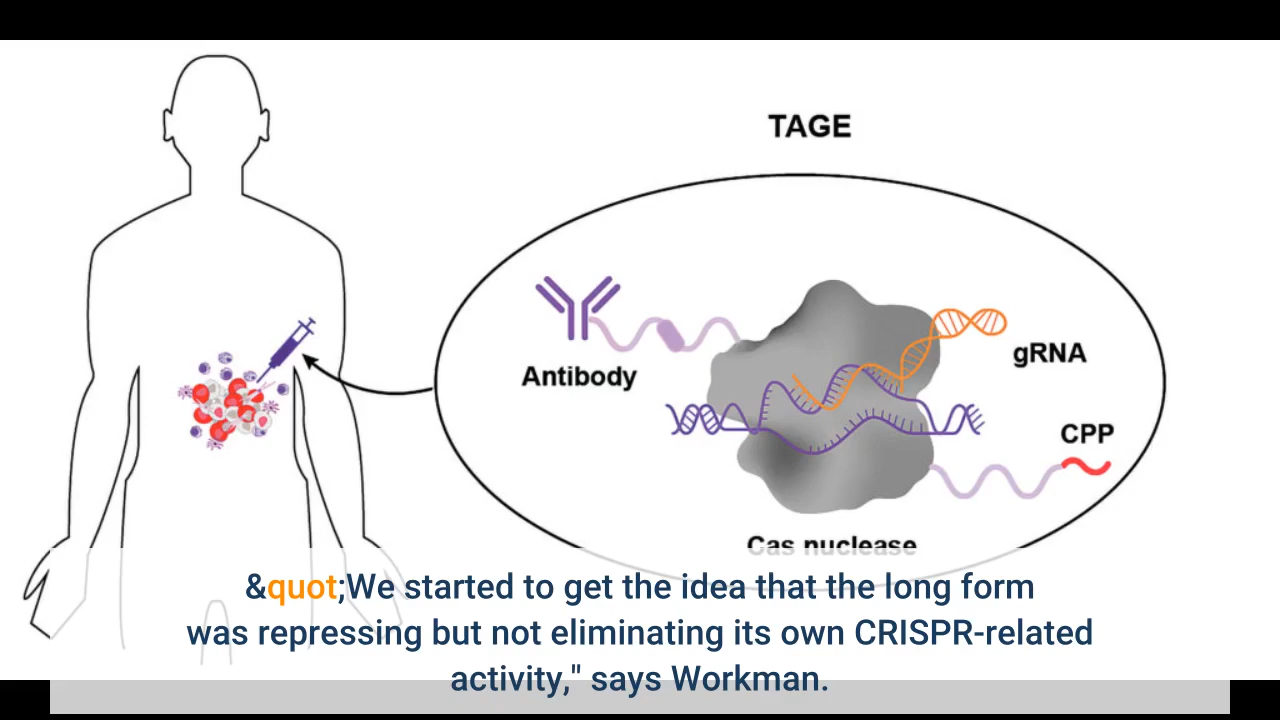 TAGE
Antibody
gRNA
CPP
Cas nuclease
&quot;We started to get the idea that the long form
was repressing but not eliminating its own CRISPR-related
activity," says Workman.